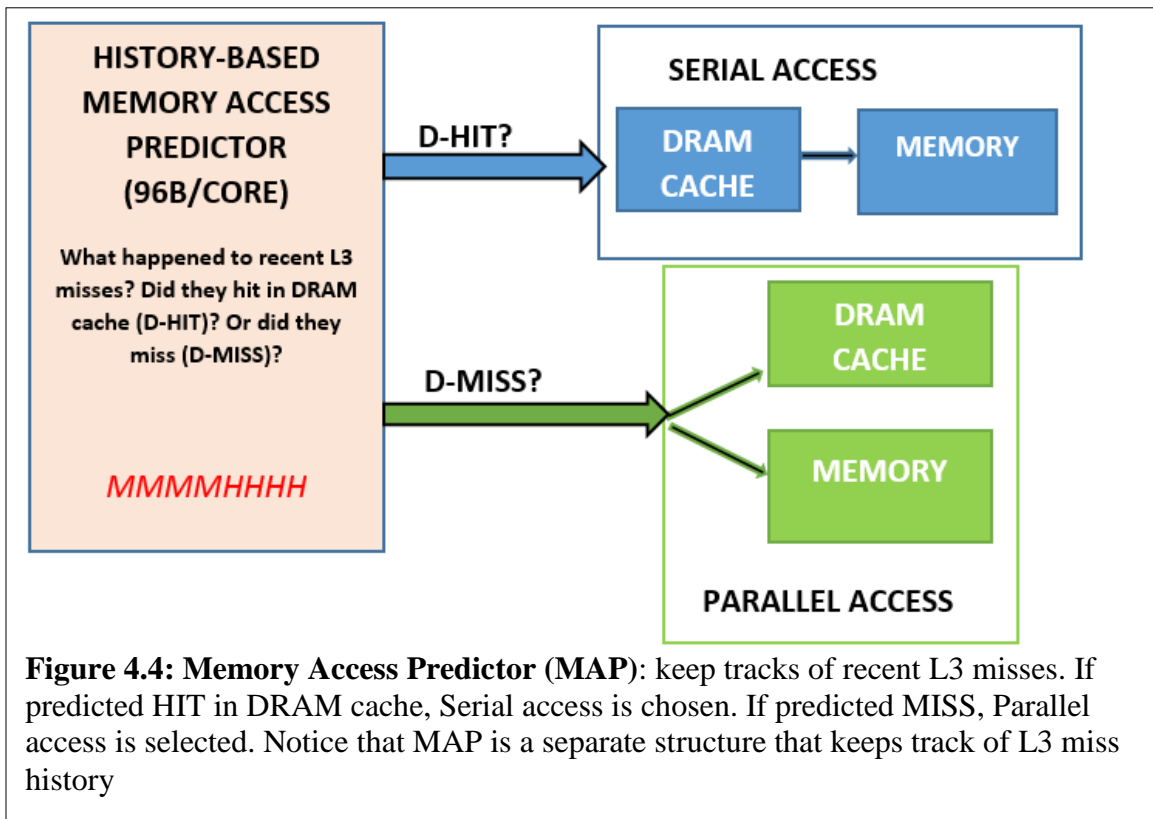 HISTORY-BASED
MEMORY ACCESS
PREDICTOR
(96B/CORE)
What happened to recent L3
misses? Did they hit in DRAM
cache (D-HIT)? Or did they
miss (D-MISS)?
MMMMHHHH
D-HIT?
D-MISS?
SERIAL ACCESS
DRAM
CACHE
MEMORY
DRAM
CACHE
MEMORY
PARALLEL ACCESS
Figure 4.4: Memory Access Predictor (MAP): keep tracks of recent L3 misses. If
predicted HIT in DRAM cache, Serial access is chosen. If predicted MISS, Parallel
access is selected. Notice that MAP is a separate structure that keeps track of L3 miss
history